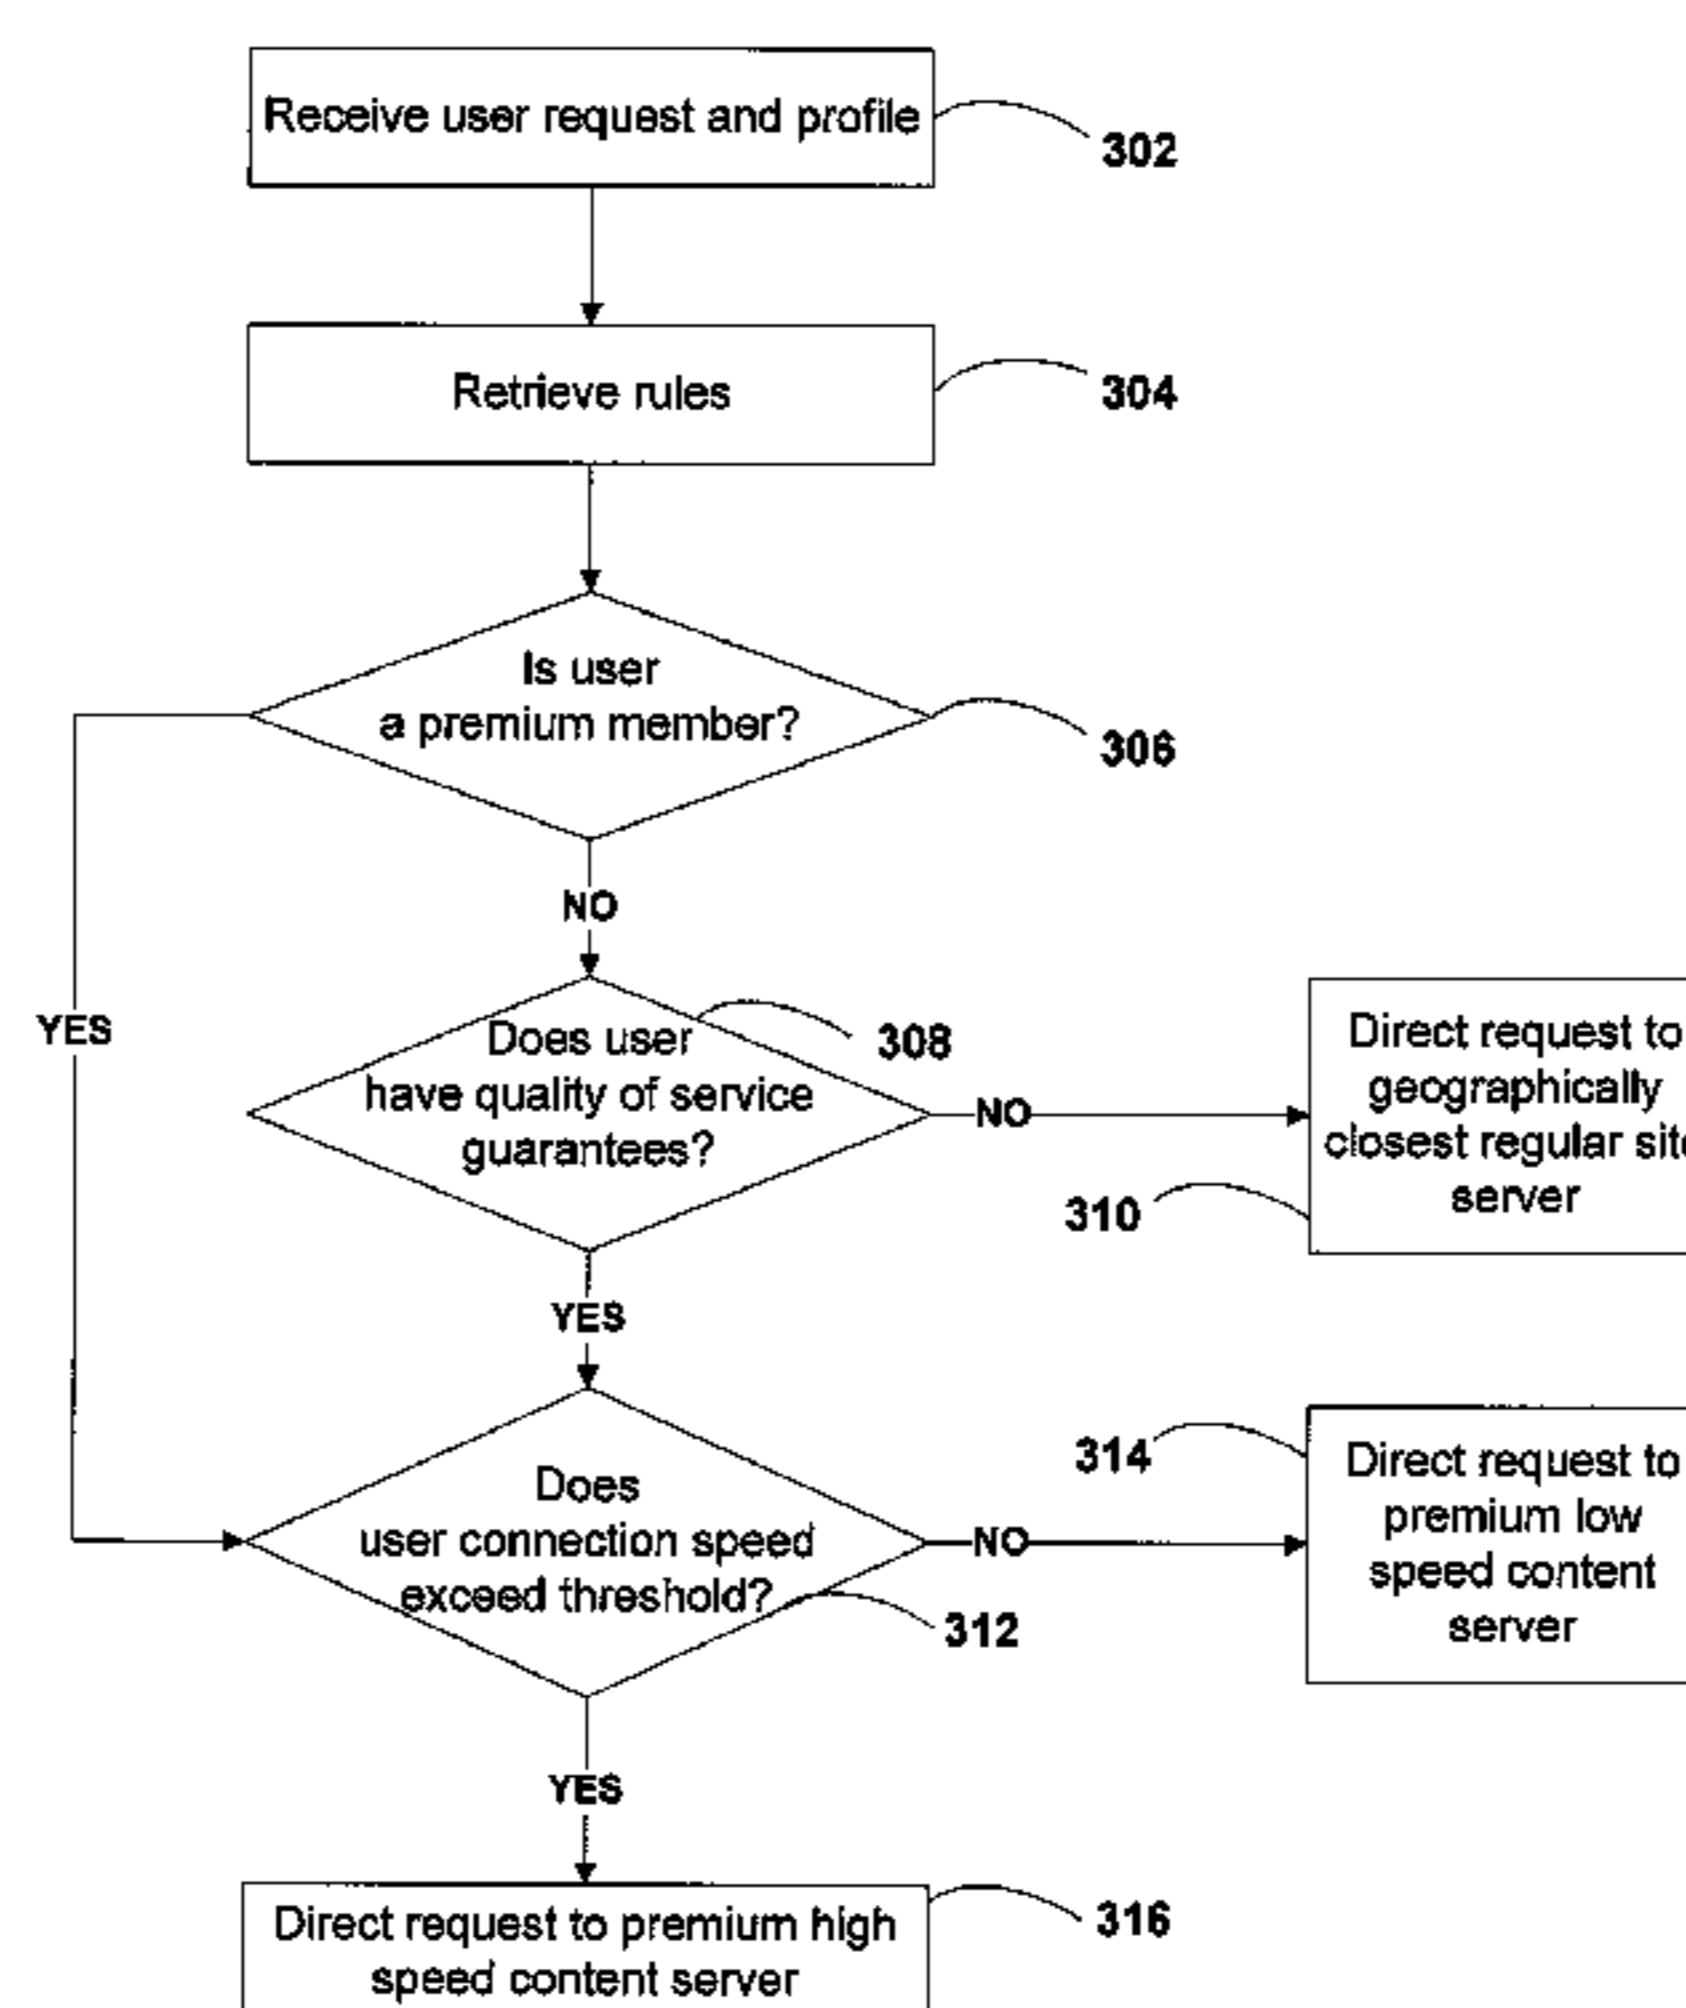 Receive user request and profile
302
Retrieve rules
304
Is user
a premium member?
306
NO
YES
Does user
have quality of service
guarantees?
308
NO
Direct request to
geographically
closest regular
server
310
YES
Does
user connection speed
exceed threshold?
312
NO
314
Direct request to
premium low
speed content
server
YES
Direct request to premium high
speed content server
316